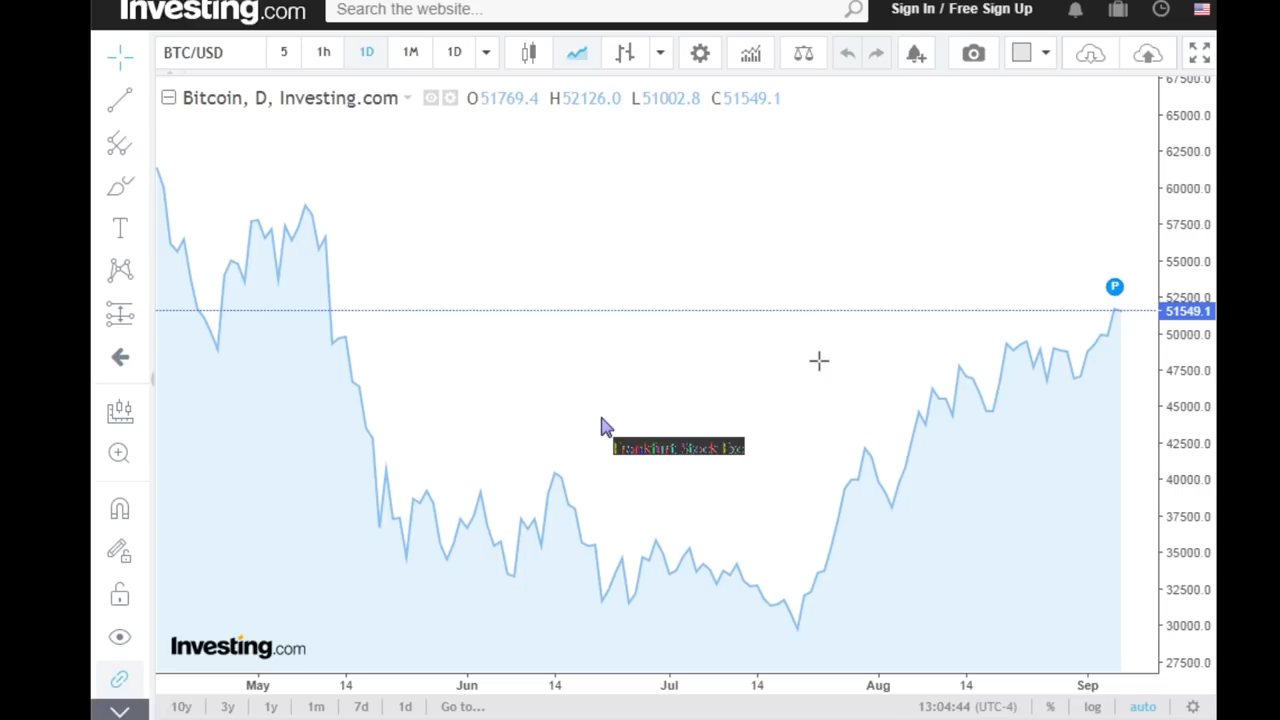 Investing.com
Search the website...
Sign In / Free Sign Up
BTC/USD 5 1h 1D 1M 1D
Bitcoin, D, Investing.com O51769.4 H52126.0 L51002.8 C51549.1
67500.0
65000.0
62500.0
60000.0
57500.0
55000.0
P
52500.0
51549.1
50000.0
47500.0
45000.0
Frankfurt Stock Exc
42500.0
40000.0
37500.0
35000.0
32500.0
30000.0
Investing.com
27500.0
May 14 Jun 14 Jul 14 Aug 14 Sep
10y 3y 1y 1m 7d 1d Go to... 13:04:44 (UTC-4) % log auto